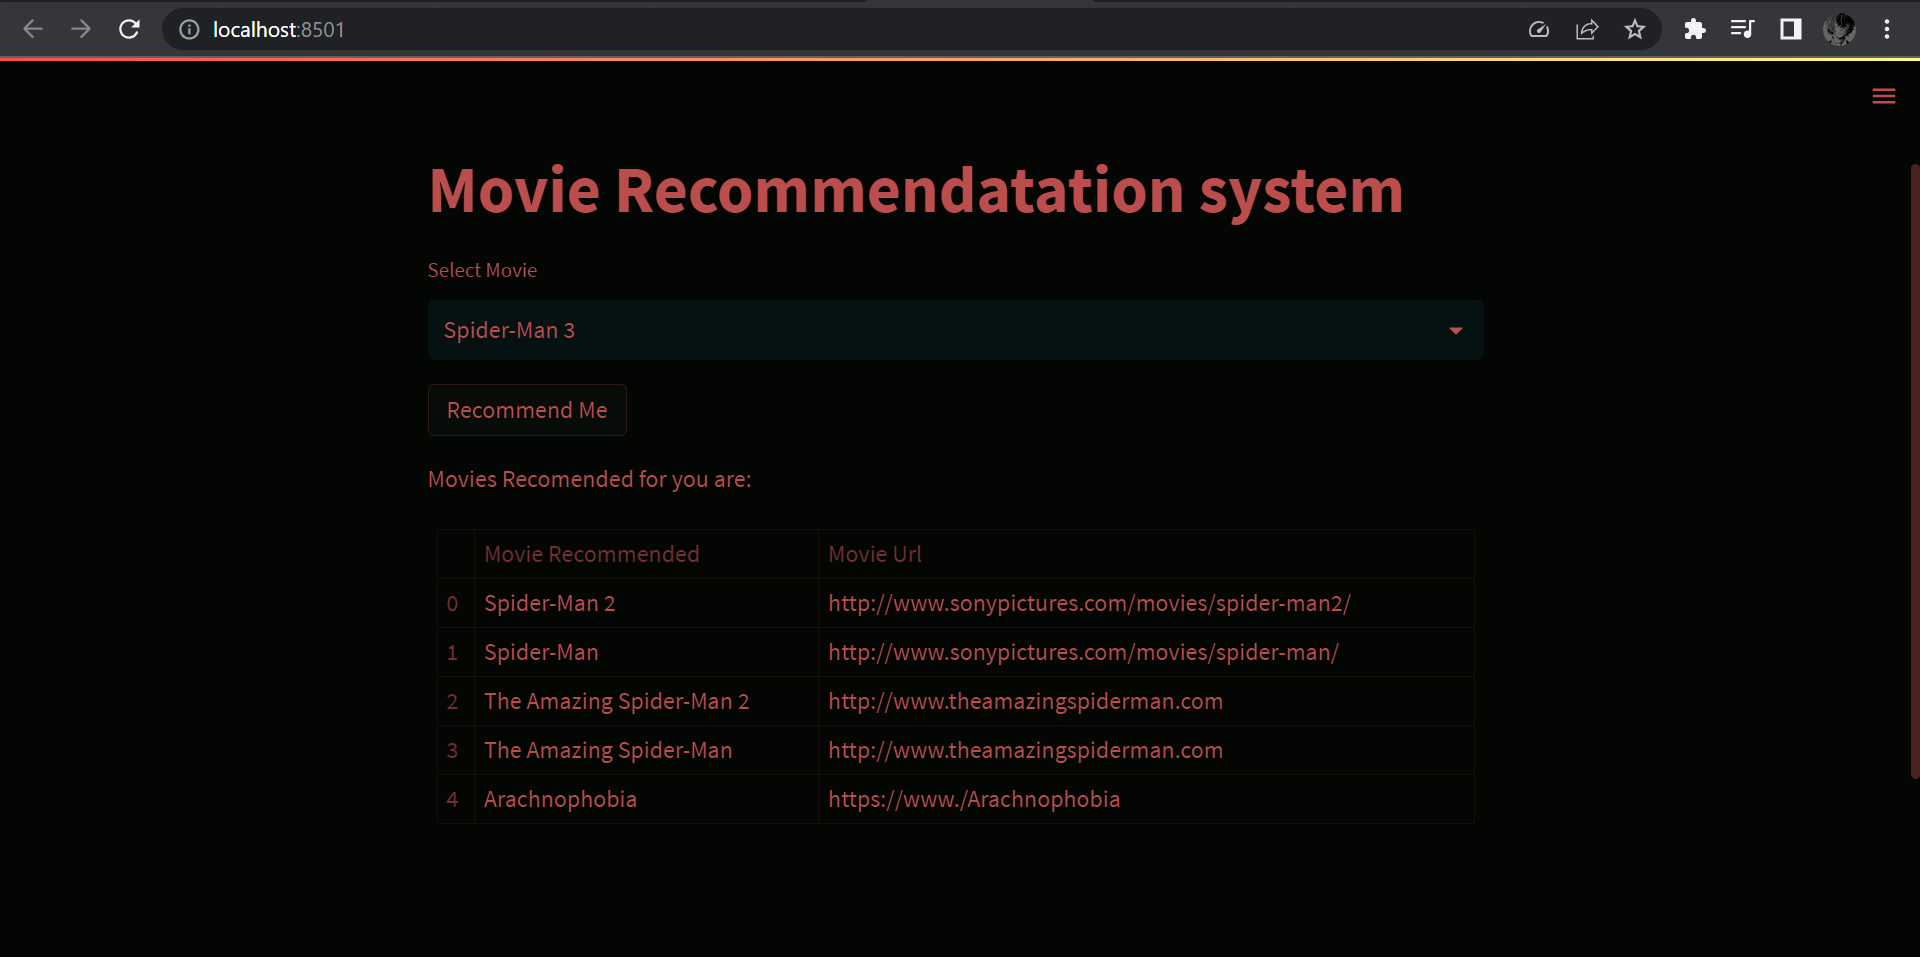 localhost:8501
Movie Recommendatation system
Select Movie
Spider-Man 3
Recommend Me
Movies Recomended for you are:
Movie Recommended Movie Url
0 Spider-Man 2 http://www.sonypictures.com/movies/spider-man2/
1 Spider-Man http://www.sonypictures.com/movies/spider-man/
2 The Amazing Spider-Man 2 http://www.theamazingspiderman.com
3 The Amazing Spider-Man http://www.theamazingspiderman.com
4 Arachnophobia https://www./Arachnophobia